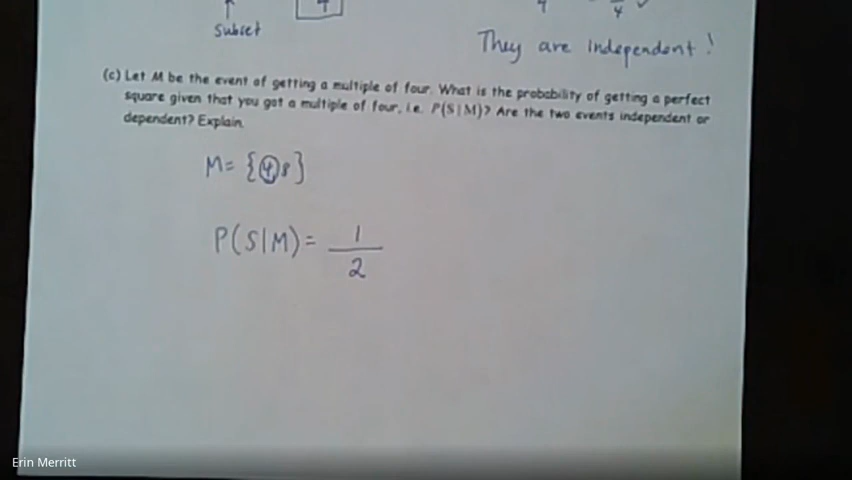 4
4
subset
They are independent!
(c) Let M be the event of getting a multiple of four. What is the probability of getting a perfect
square given that you got a multiple of four, i.e. P(S|M)? Are the two events independent or
dependent? Explain.
M= {4,8}
P(S|M)= 1
2
Erin Merritt